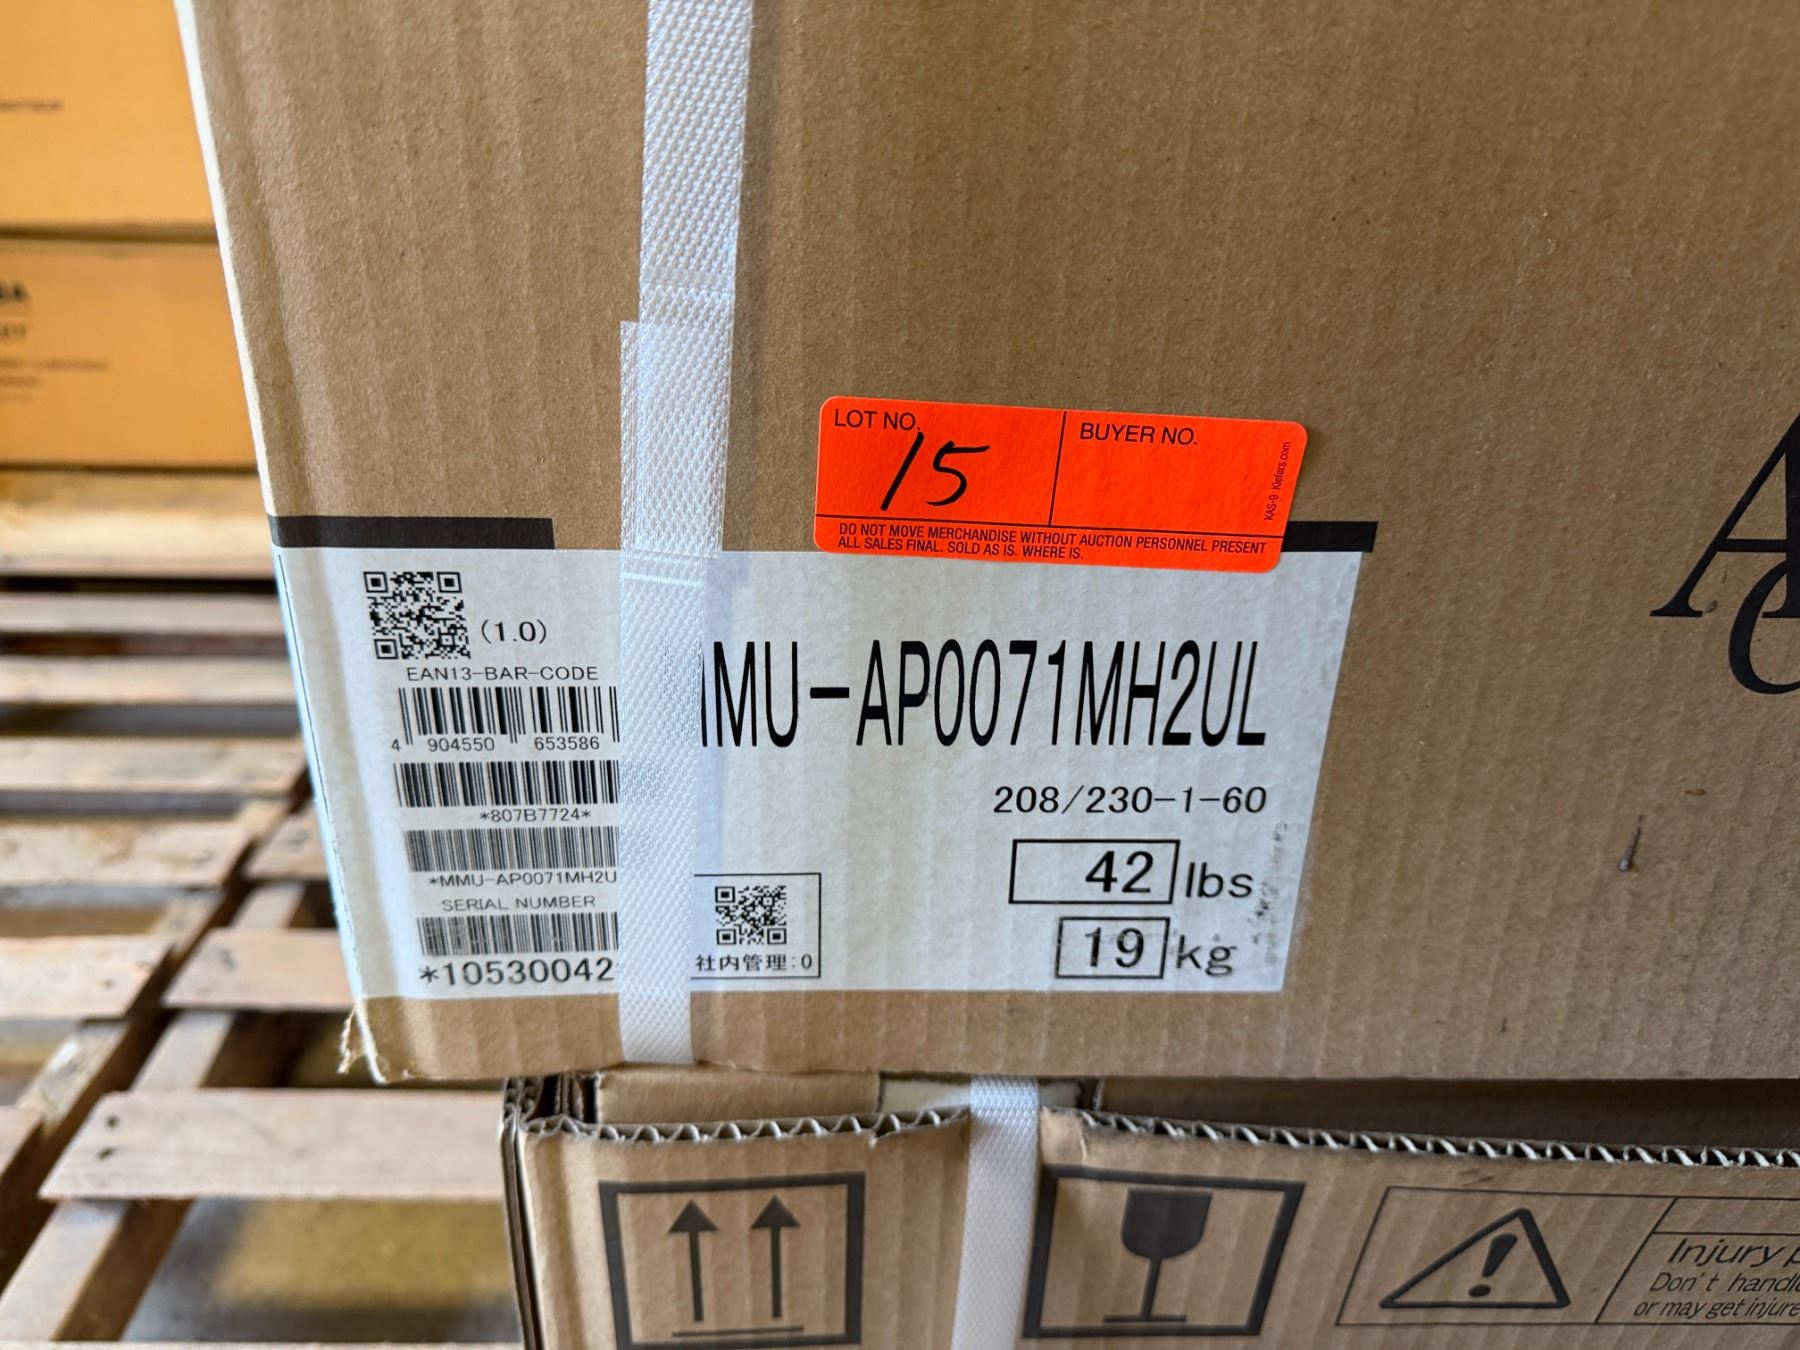 LOT NO.
15
BUYER NO.
KAS-9 Kiefers.com
DO NOT MOVE MERCHANDISE WITHOUT AUCTION PERSONNEL PRESENT
ALL SALES FINAL. SOLD AS IS. WHERE IS.
(1.0)
EAN13-BAR-CODE
4 904550 653586
*807B7724*
*MMU-AP0071MH2U
SERIAL NUMBER
*10530042
MMU-AP0071MH2UL
208/230-1-60
42 lbs
19 kg
社内管理:0
Injury
Don't handl
or may get injure